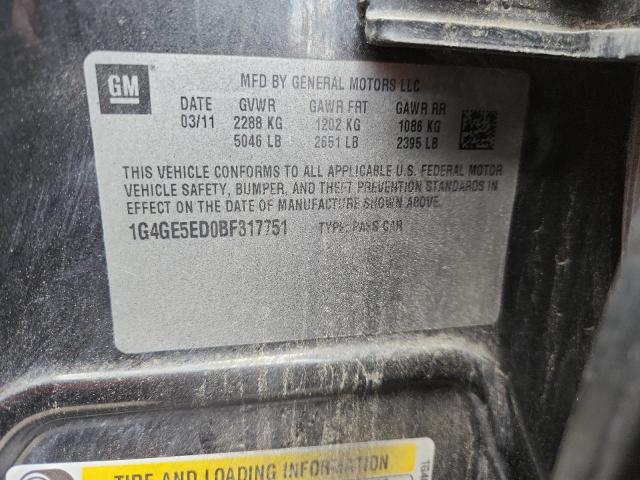 GM
MFD BY GENERAL MOTORS LLC
DATE GVWR GAWR FRT GAWR RR
03/11 2288 KG 1202 KG 1086 KG
5046 LB 2651 LB 2395 LB
THIS VEHICLE CONFORMS TO ALL APPLICABLE U.S. FEDERAL MOTOR
VEHICLE SAFETY, BUMPER, AND THEFT PREVENTION STANDARDS IN
EFFECT ON THE DATE OF MANUFACTURE SHOWN ABOVE.
1G4GE5ED0BF317751 TYPE: PASS CAR
TIRE AND LOADING INFORMATION